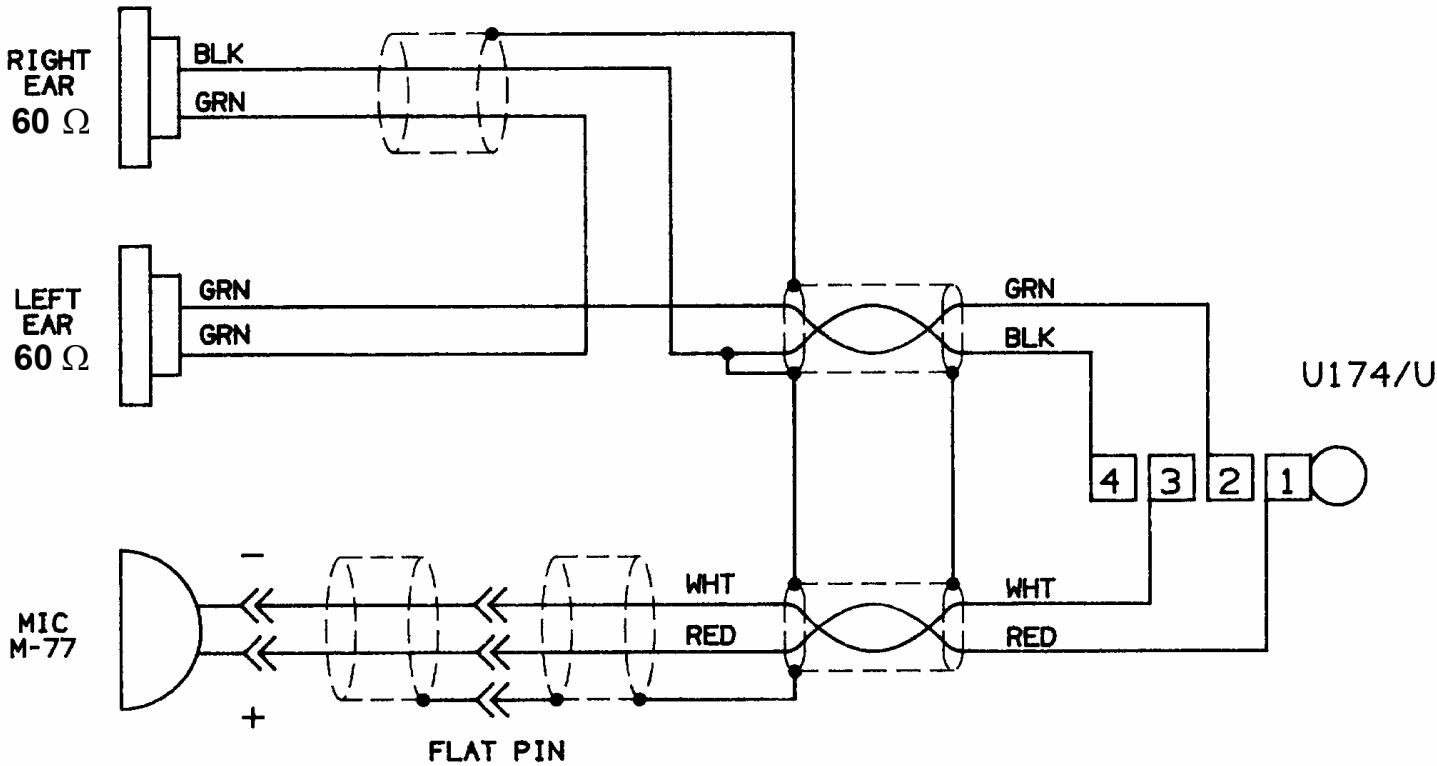 RIGHT
EAR
60 Ω
BLK
GRN
LEFT
EAR
60 Ω
GRN
GRN
GRN
BLK
U174/U
4 3 2 1
MIC
M-77
−
+
WHT
RED
WHT
RED
FLAT PIN